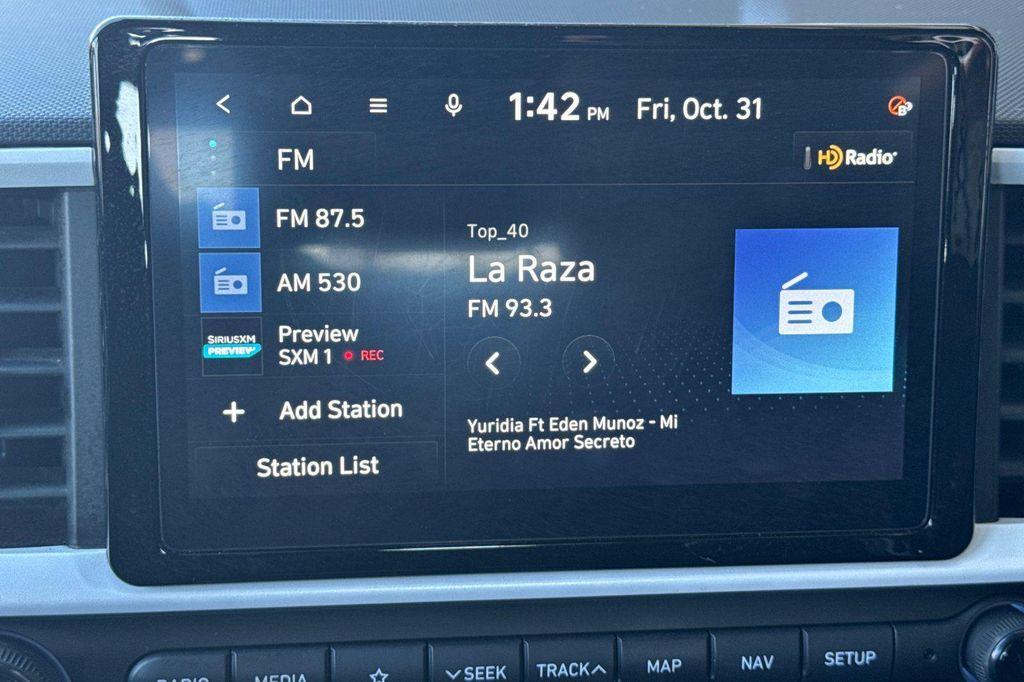 1:42 PM Fri, Oct. 31
FM
HD Radio
FM 87.5
AM 530
SIRIUSXM
PREVIEW
Preview
SXM 1 REC
Add Station
Station List
Top_40
La Raza
FM 93.3
Yuridia Ft Eden Munoz - Mi
Eterno Amor Secreto
RADIO MEDIA SEEK TRACK MAP NAV SETUP